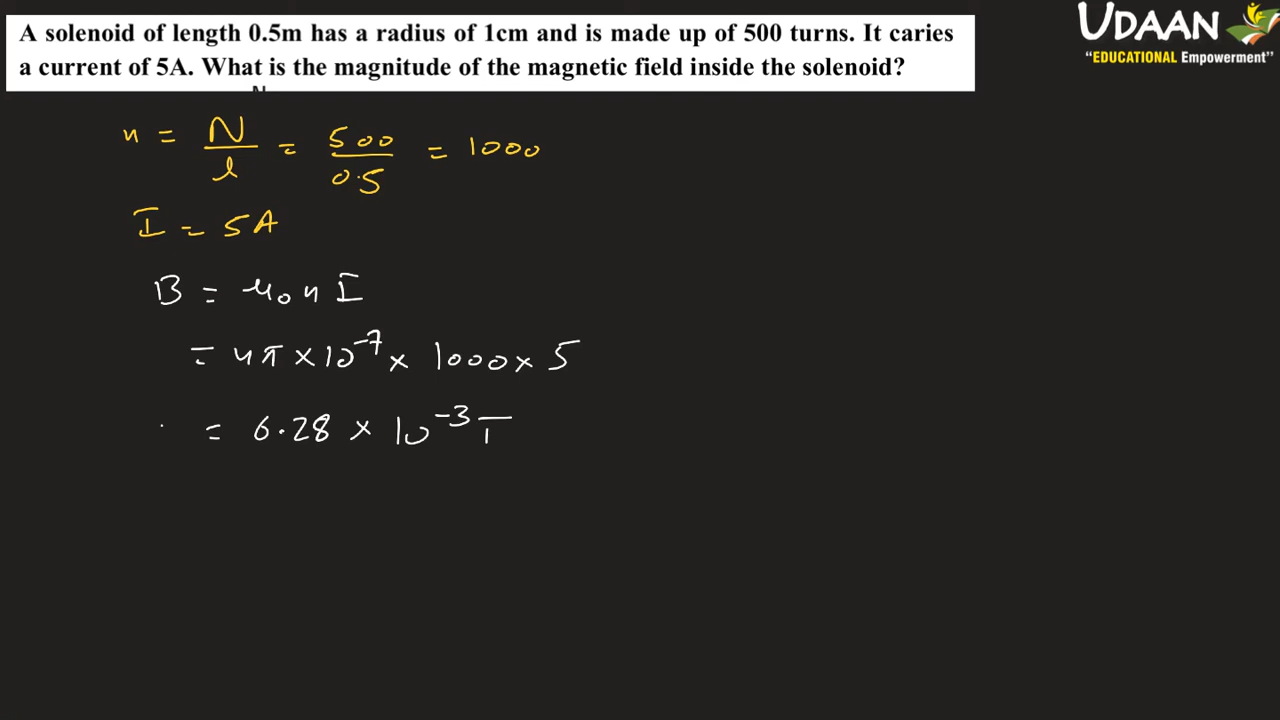 A solenoid of length 0.5m has a radius of 1cm and is made up of 500 turns. It caries
a current of 5A. What is the magnitude of the magnetic field inside the solenoid?
UDAAN
“EDUCATIONAL Empowerment”
n = N/l = 500/0.5 = 1000
I = 5A
B = μ₀ n I
= 4π × 10⁻⁷ × 1000 × 5
= 6.28 × 10⁻³ T